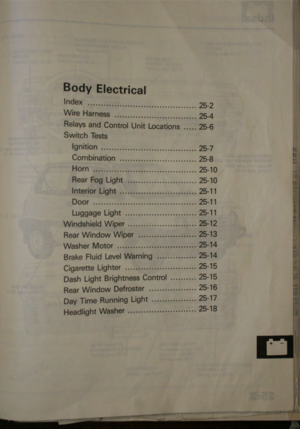 Body Electrical
Index ........................................ 25-2
Wire Harness .............................. 25-4
Relays and Control Unit Locations ..... 25-6
Switch Tests
Ignition ................................... 25-7
Combination ............................ 25-8
Horn ...................................... 25-10
Rear Fog Light ......................... 25-10
Interior Light ............................ 25-11
Door ...................................... 25-11
Luggage Light .......................... 25-11
Windshield Wiper ......................... 25-12
Rear Window Wiper ...................... 25-13
Washer Motor ............................. 25-14
Brake Fluid Level Warning ............... 25-14
Cigarette Lighter .......................... 25-15
Dash Light Brightness Control .......... 25-15
Rear Window Defroster .................. 25-16
Day Time Running Light ................. 25-17
Headlight Washer ......................... 25-18